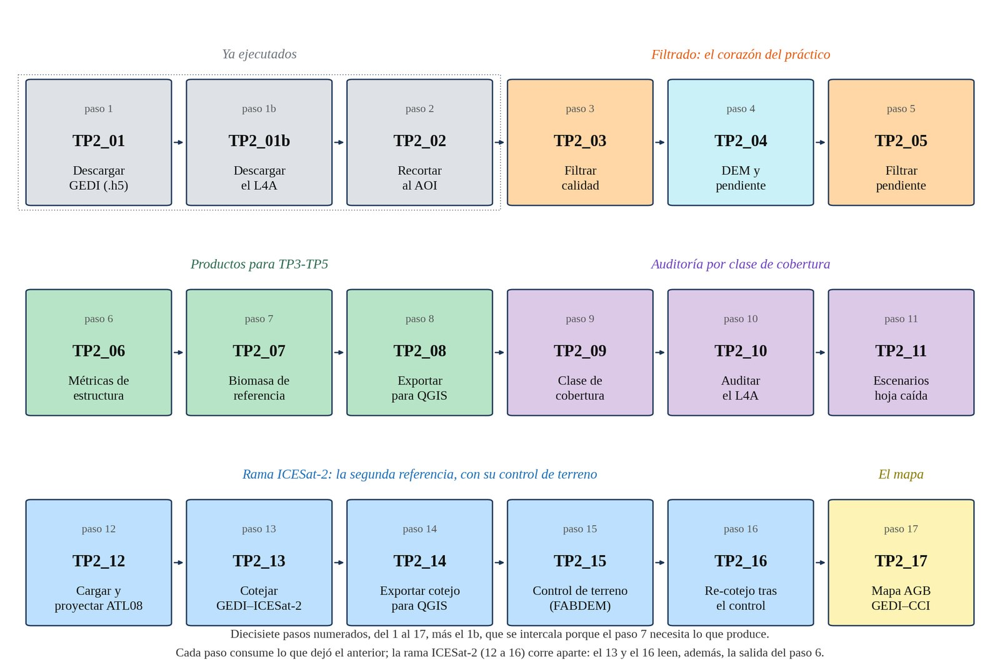 Ya ejecutados
Filtrado: el corazón del práctico
paso 1
TP2_01
Descargar
GEDI (.h5)
paso 1b
TP2_01b
Descargar
el L4A
paso 2
TP2_02
Recortar
al AOI
paso 3
TP2_03
Filtrar
calidad
paso 4
TP2_04
DEM y
pendiente
paso 5
TP2_05
Filtrar
pendiente
Productos para TP3-TP5
Auditoría por clase de cobertura
paso 6
TP2_06
Métricas de
estructura
paso 7
TP2_07
Biomasa de
referencia
paso 8
TP2_08
Exportar
para QGIS
paso 9
TP2_09
Clase de
cobertura
paso 10
TP2_10
Auditar
el L4A
paso 11
TP2_11
Escenarios
hoja caída
Rama ICESat-2: la segunda referencia, con su control de terreno
El mapa
paso 12
TP2_12
Cargar y
proyectar ATL08
paso 13
TP2_13
Cotejar
GEDI–ICESat-2
paso 14
TP2_14
Exportar cotejo
para QGIS
paso 15
TP2_15
Control de terreno
(FABDEM)
paso 16
TP2_16
Re-cotejo tras
el control
paso 17
TP2_17
Mapa AGB
GEDI–CCI
Diecisiete pasos numerados, del 1 al 17, más el 1b, que se intercala porque el paso 7 necesita lo que produce.
Cada paso consume lo que dejó el anterior; la rama ICESat-2 (12 a 16) corre aparte: el 13 y el 16 leen, además, la salida del paso 6.